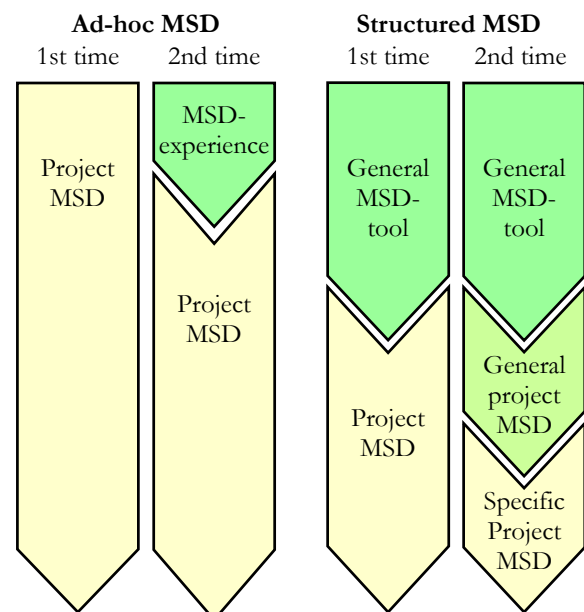 Ad-hoc MSD
1st time
2nd time
Project
MSD
MSD-
experience
Project
MSD
Structured MSD
1st time
2nd time
General
MSD-
tool
Project
MSD
General
MSD-
tool
General
project
MSD
Specific
Project
MSD